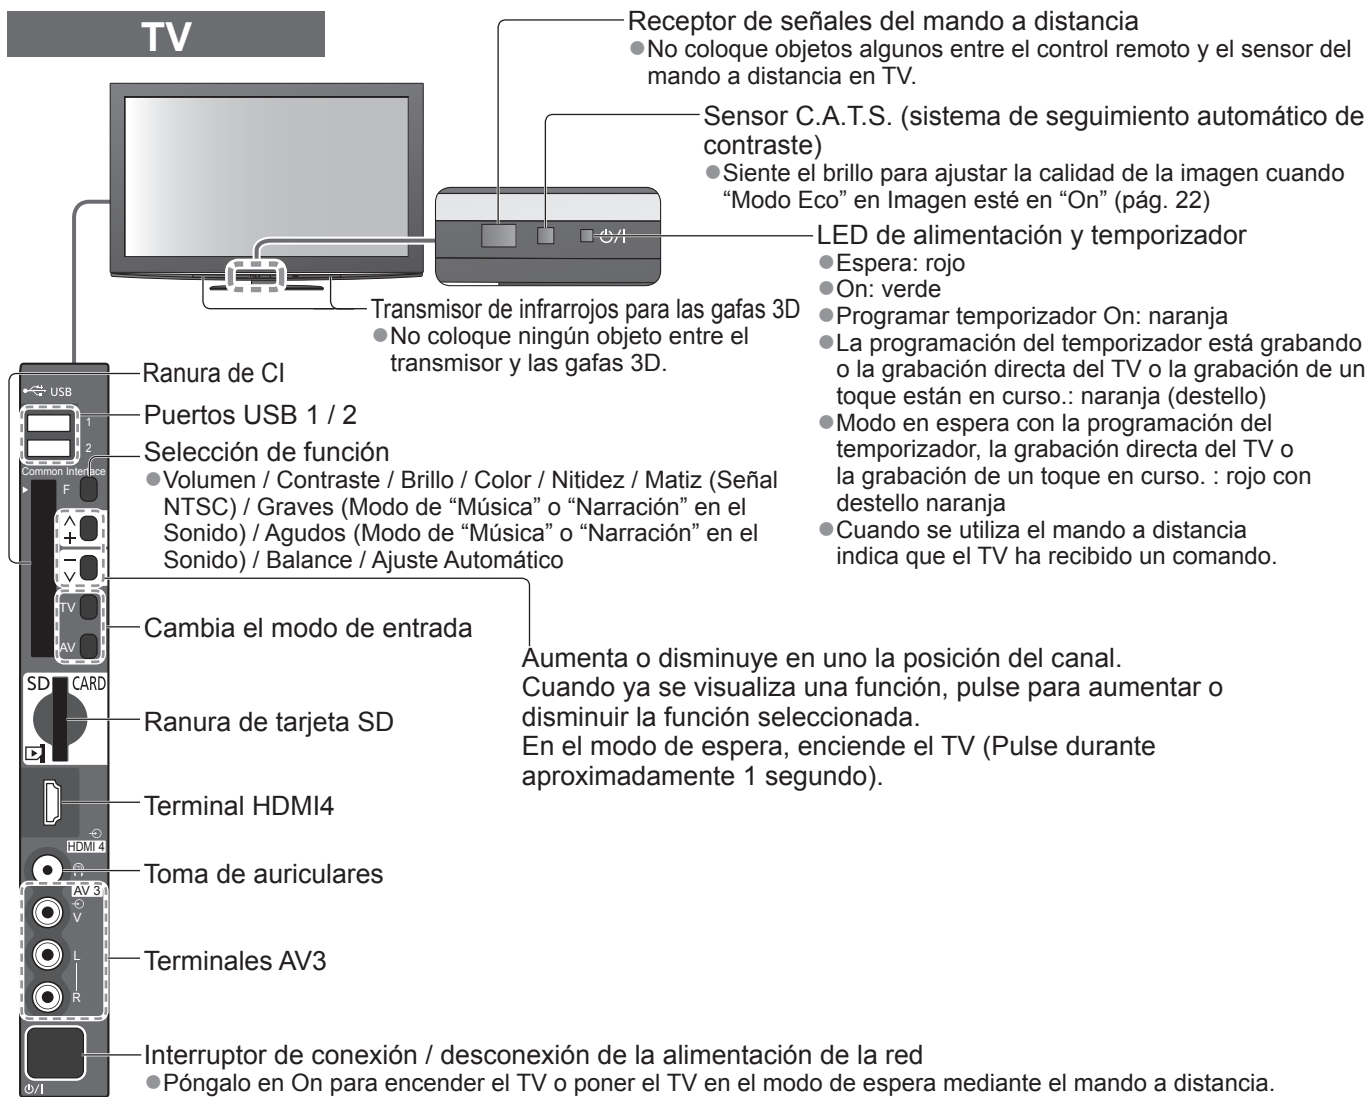 TV
Receptor de señales del mando a distancia
●No coloque objetos algunos entre el control remoto y el sensor del
mando a distancia en TV.
Sensor C.A.T.S. (sistema de seguimiento automático de
contraste)
●Siente el brillo para ajustar la calidad de la imagen cuando
“Modo Eco” en Imagen esté en “On” (pág. 22)
LED de alimentación y temporizador
●Espera: rojo
●On: verde
●Programar temporizador On: naranja
●La programación del temporizador está grabando
o la grabación directa del TV o la grabación de un
toque están en curso.: naranja (destello)
●Modo en espera con la programación del
temporizador, la grabación directa del TV o
la grabación de un toque en curso. : rojo con
destello naranja
●Cuando se utiliza el mando a distancia
indica que el TV ha recibido un comando.
Transmisor de infrarrojos para las gafas 3D
●No coloque ningún objeto entre el
transmisor y las gafas 3D.
Ranura de CI
USB
Puertos USB 1 / 2
1
2
Selección de función
Common Interface
F
●Volumen / Contraste / Brillo / Color / Nitidez / Matiz (Señal
NTSC) / Graves (Modo de “Música” o “Narración” en el
Sonido) / Agudos (Modo de “Música” o “Narración” en el
Sonido) / Balance / Ajuste Automático
+
−
TV
AV
Cambia el modo de entrada
Aumenta o disminuye en uno la posición del canal.
Cuando ya se visualiza una función, pulse para aumentar o
disminuir la función seleccionada.
En el modo de espera, enciende el TV (Pulse durante
aproximadamente 1 segundo).
SD CARD
Ranura de tarjeta SD
Terminal HDMI4
HDMI 4
Toma de auriculares
AV 3
V
L
R
Terminales AV3
Interruptor de conexión / desconexión de la alimentación de la red
●Póngalo en On para encender el TV o poner el TV en el modo de espera mediante el mando a distancia.